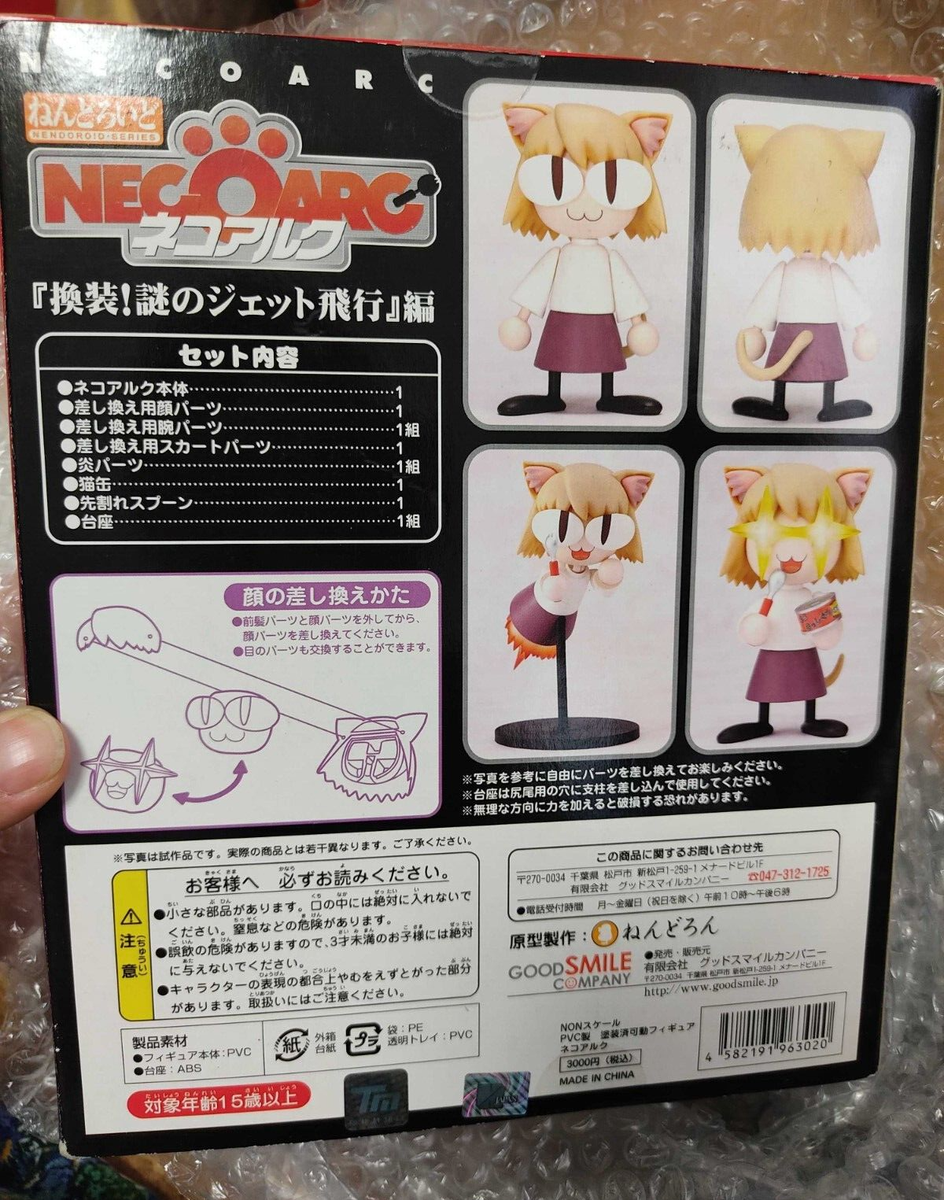 NECOARC
ねんどろいど
NENDOROID・SERIES
NECOARC
ネコアルク
『換装!謎のジェット飛行』編
セット内容
●ネコアルク本体……1
●差し換え用顔パーツ……1
●差し換え用腕パーツ……1組
●差し換え用スカートパーツ……1
●炎パーツ……1組
●猫缶……1
●先割れスプーン……1
●台座……1組
顔の差し換えかた
●前髪パーツと顔パーツを外してから、
顔パーツを差し換えてください。
●目のパーツも交換することができます。
※写真を参考に自由にパーツを差し換えてお楽しみください。
※台座は尻尾用の穴に支柱を差し込んで使用してください。
※無理な方向に力を加えると破損する恐れがあります。
※写真は試作品です。実際の商品とは若干異なります。ご了承ください。
注意
(ちゅうい)
お客様へ 必ずお読みください。
●小さな部品があります。口の中には絶対に入れないで
ください。窒息などの危険があります。
●誤飲の危険がありますので、3才未満のお子様には絶対
に与えないでください。
●キャラクターの表現の都合上やむをえずとがった部分
があります。取扱いにはご注意ください。
製品素材
●フィギュア本体:PVC
●台座:ABS
紙
外箱
台紙
プラ
袋:PE
透明トレイ:PVC
対象年齢15歳以上
この商品に関するお問い合わせ先
〒270-0034 千葉県 松戸市 新松戸1-259-1 メナードビル1F
有限会社 グッドスマイルカンパニー ☎047-312-1725
●電話受付時間 月〜金曜日(祝日を除く)午前10時〜午後6時
原型製作:ねんどろん
GOODSMILE
COMPANY
●発売・販売元
有限会社 グッドスマイルカンパニー
〒270-0034 千葉県 松戸市 新松戸1-259-1 メナードビル1F
http://www.goodsmile.jp
NONスケール
PVC製 塗装済可動フィギュア
ネコアルク
3000円(税込)
MADE IN CHINA
4 582191 963020